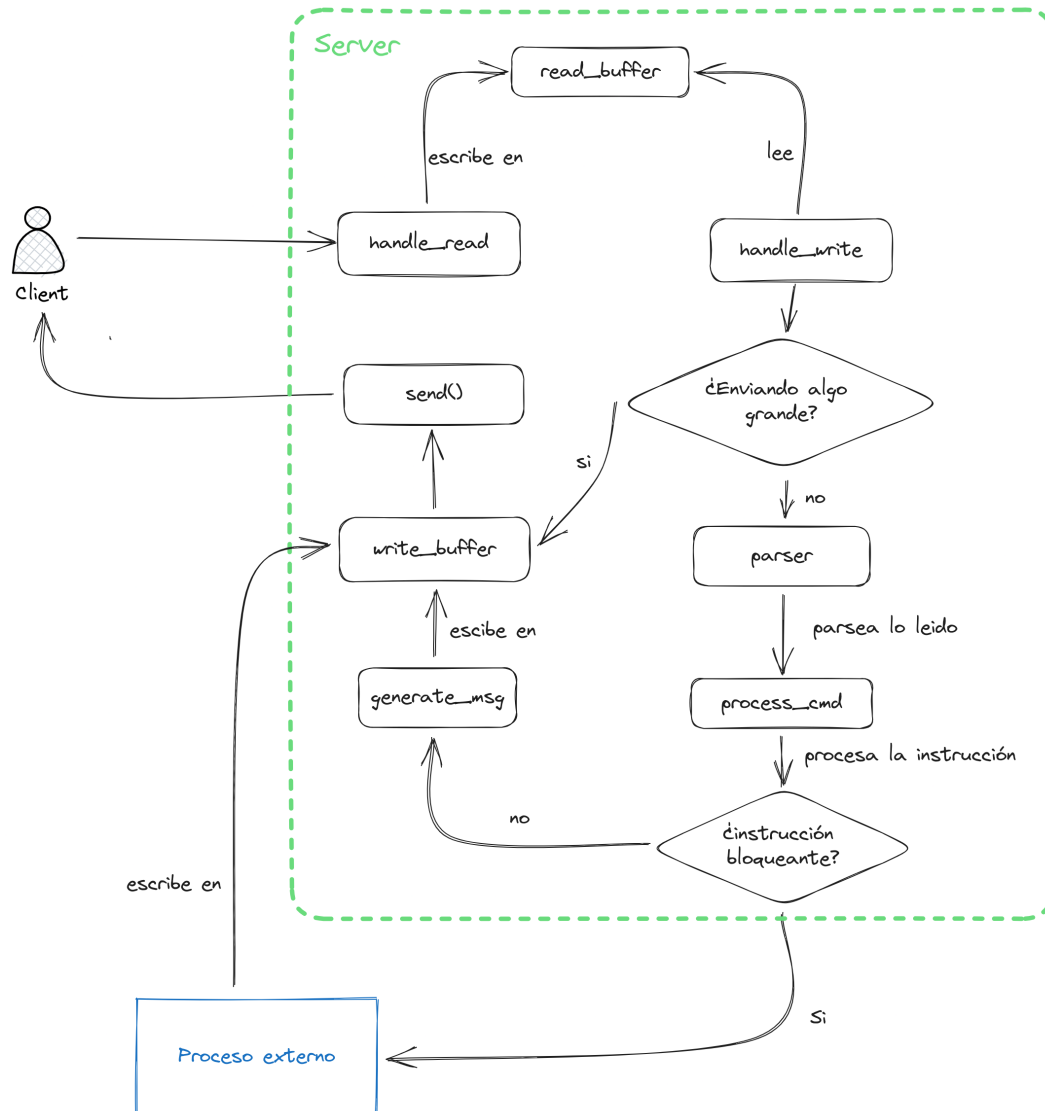 Server
read_buffer
escribe en
lee
handle_read
handle_write
Client
¿Enviando algo
grande?
send()
si
no
write_buffer
parser
escibe en
parsea lo leido
generate_msg
process_cmd
procesa la instrucción
no
¿instrucción
bloqueante?
escribe en
Si
Proceso externo